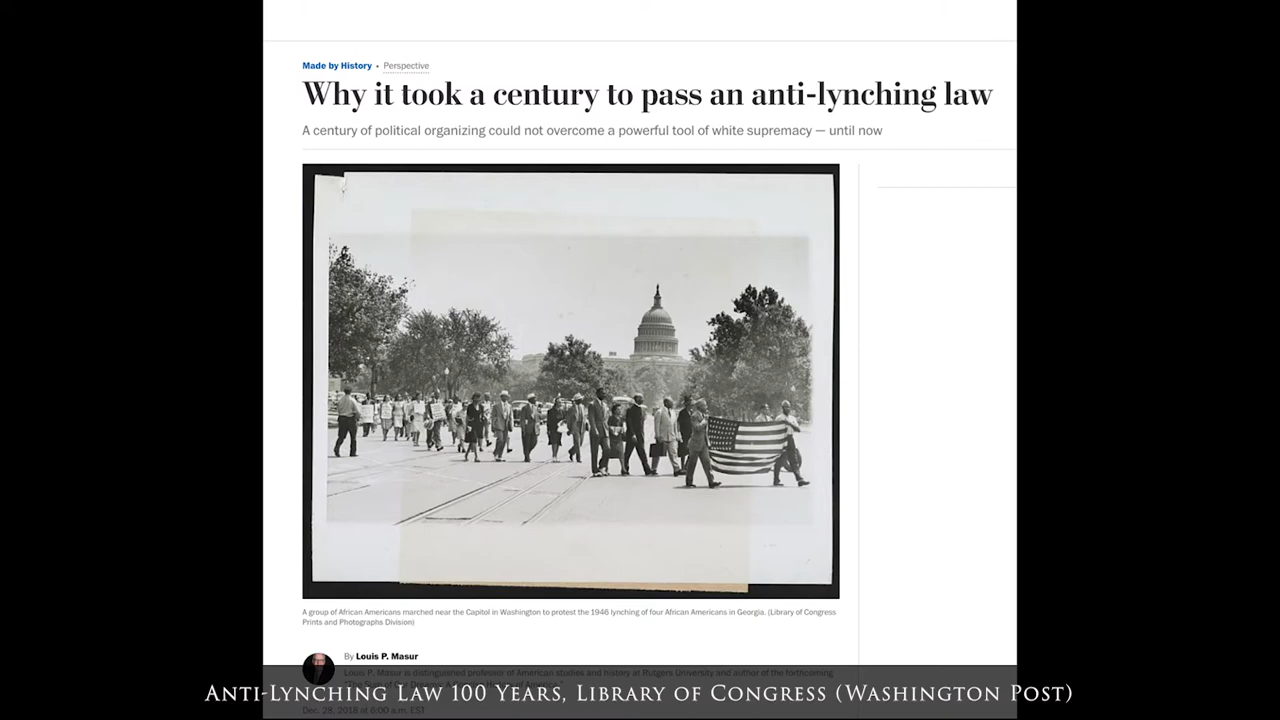 Made by History • Perspective
Why it took a century to pass an anti-lynching law
A century of political organizing could not overcome a powerful tool of white supremacy — until now
A group of African Americans marched near the Capitol in Washington to protest the 1946 lynching of four African Americans in Georgia. (Library of Congress
Prints and Photographs Division)
By Louis P. Masur
Louis P. Masur is distinguished professor of American studies and history at Rutgers University and author of the forthcoming
Anti-Lynching Law 100 Years, Library of Congress (Washington Post)
Dec. 28, 2018 at 6:00 a.m. EST